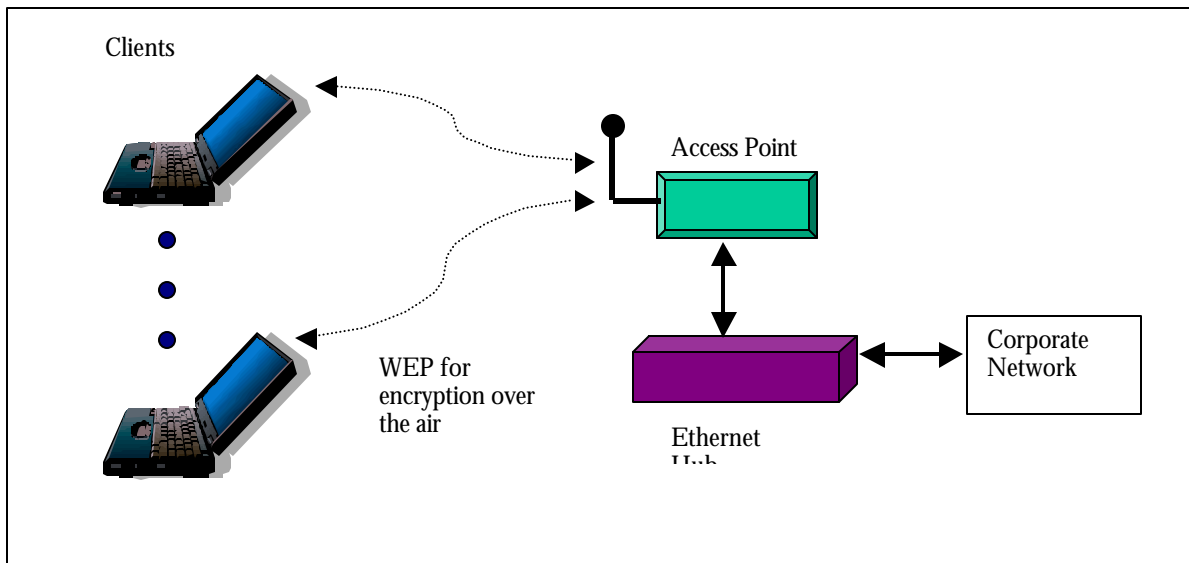 Clients
Access Point
WEP for
encryption over
the air
Corporate
Network
Ethernet